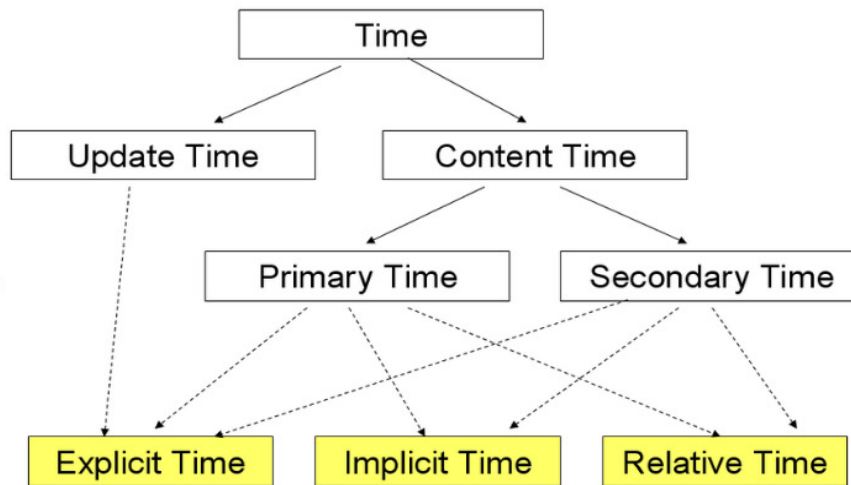 Time
Update Time
Content Time
Primary Time
Secondary Time
Explicit Time
Implicit Time
Relative Time